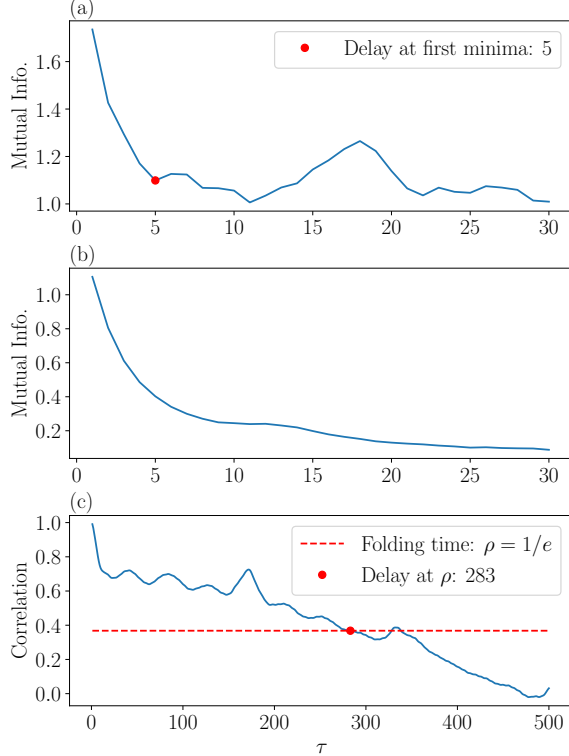 (a)
Mutual Info.
1.6
1.4
1.2
1.0
Delay at first minima: 5
0 5 10 15 20 25 30
(b)
Mutual Info.
1.0
0.8
0.6
0.4
0.2
0 5 10 15 20 25 30
(c)
Correlation
1.0
0.8
0.6
0.4
0.2
0.0
Folding time: ρ = 1/e
Delay at ρ: 283
0 100 200 300 400 500
τ